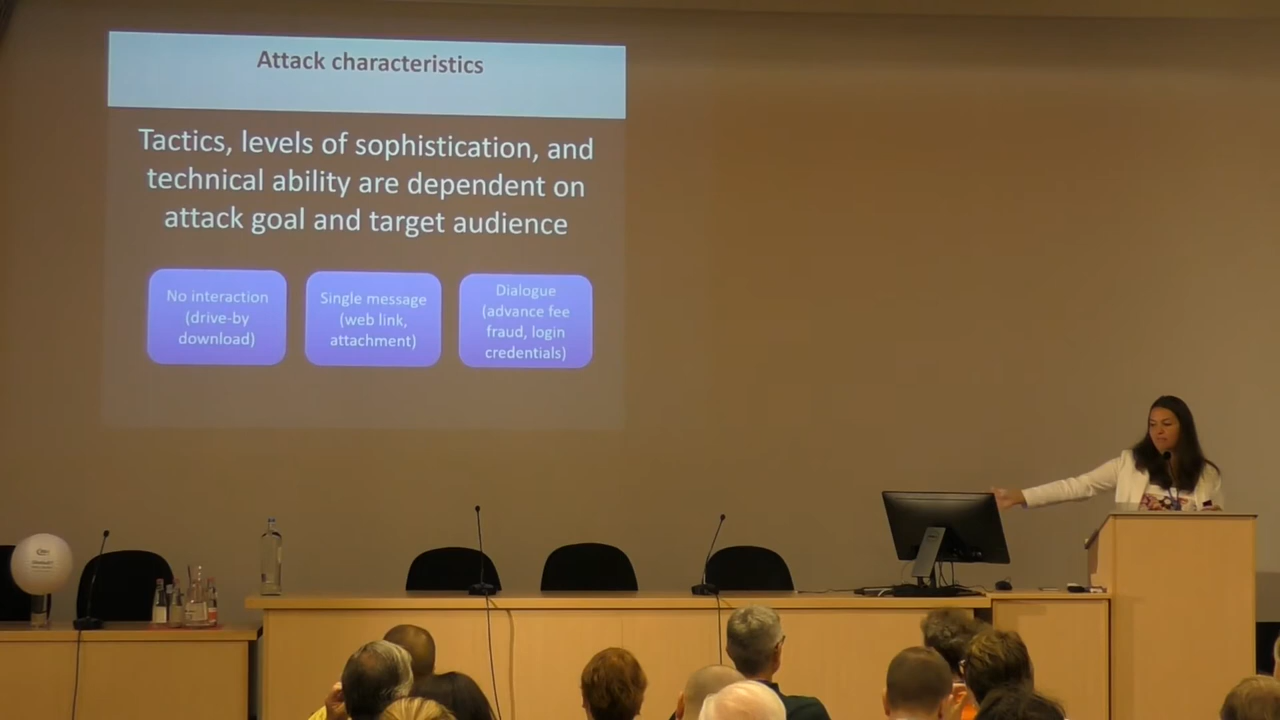 Attack characteristics
Tactics, levels of sophistication, and
technical ability are dependent on
attack goal and target audience
No interaction
(drive-by
download)
Single message
(web link,
attachment)
Dialogue
(advance fee
fraud, login
credentials)